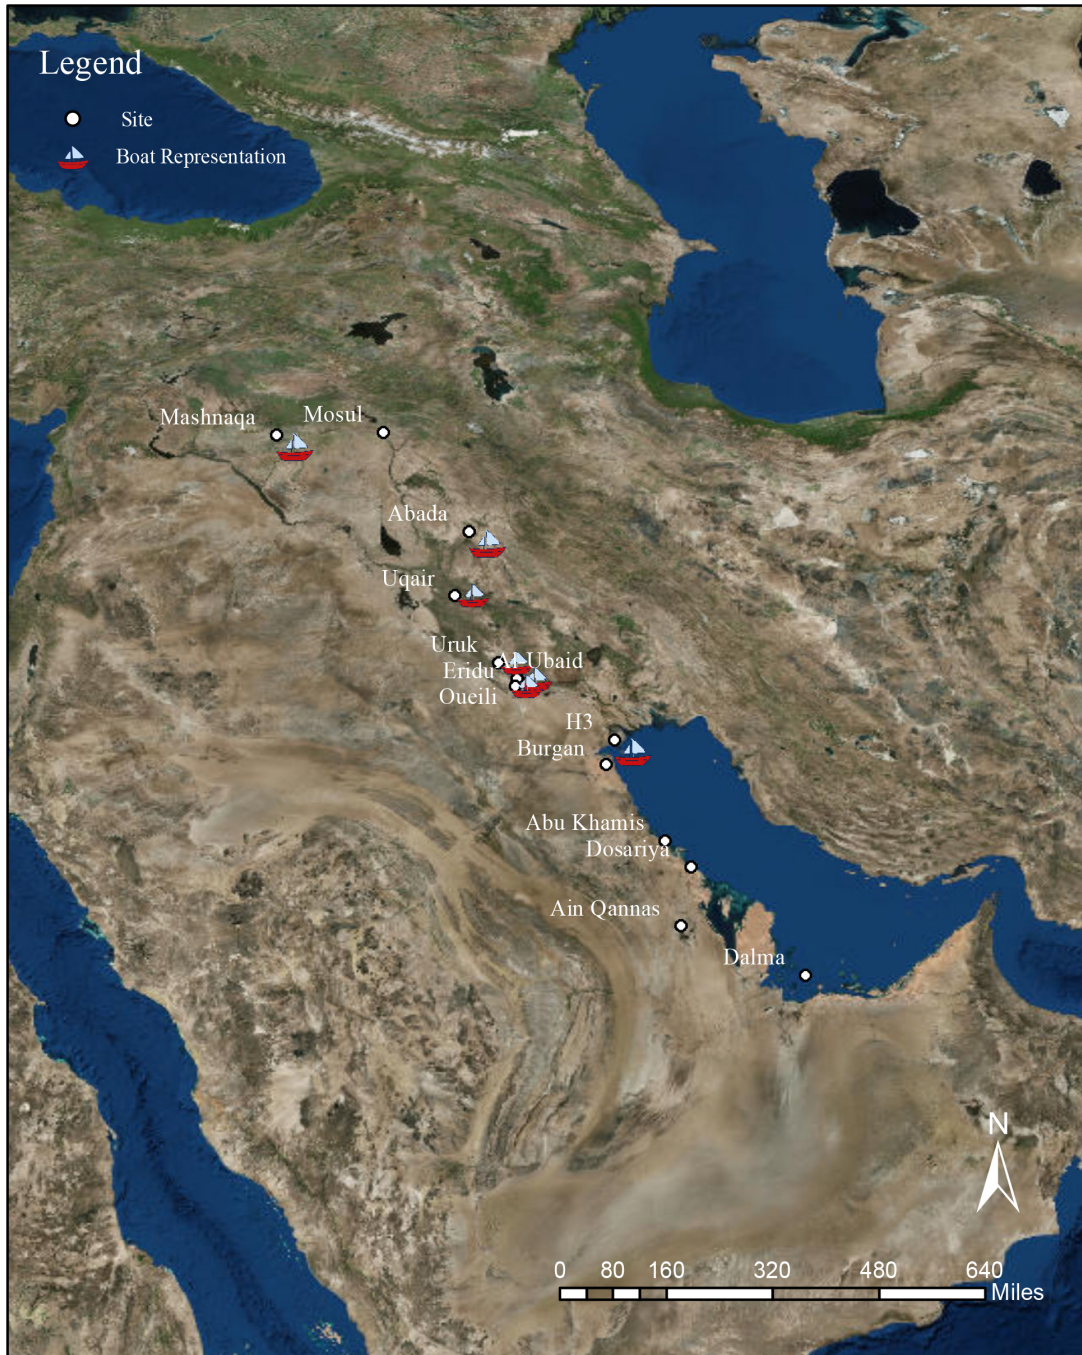 Legend
Site
Boat Representation
Mashnaqa
Mosul
Abada
Uqair
Uruk
Al Ubaid
Eridu
Oueili
H3
Burgan
Abu Khamis
Dosariya
Ain Qannas
Dalma
N
0 80 160 320 480 640
Miles